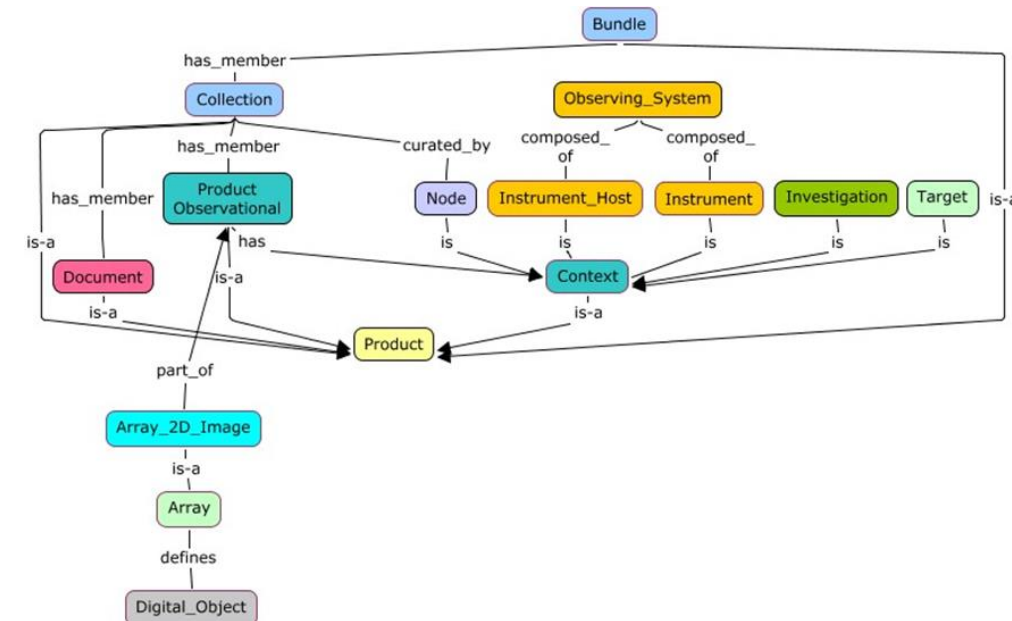 Bundle
has_member
Collection
Observing_System
has_member
curated_by
composed_
of
composed_
of
has_member
Product
Observational
Node
Instrument_Host
Instrument
Investigation
Target
is-a
is-a
has
is
is
is
is
is
Document
is-a
Context
is-a
is-a
Product
part_of
Array_2D_Image
is-a
Array
defines
Digital_Object